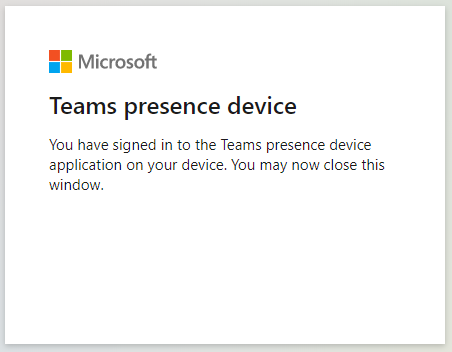 Microsoft
Teams presence device
You have signed in to the Teams presence device
application on your device. You may now close this
window.